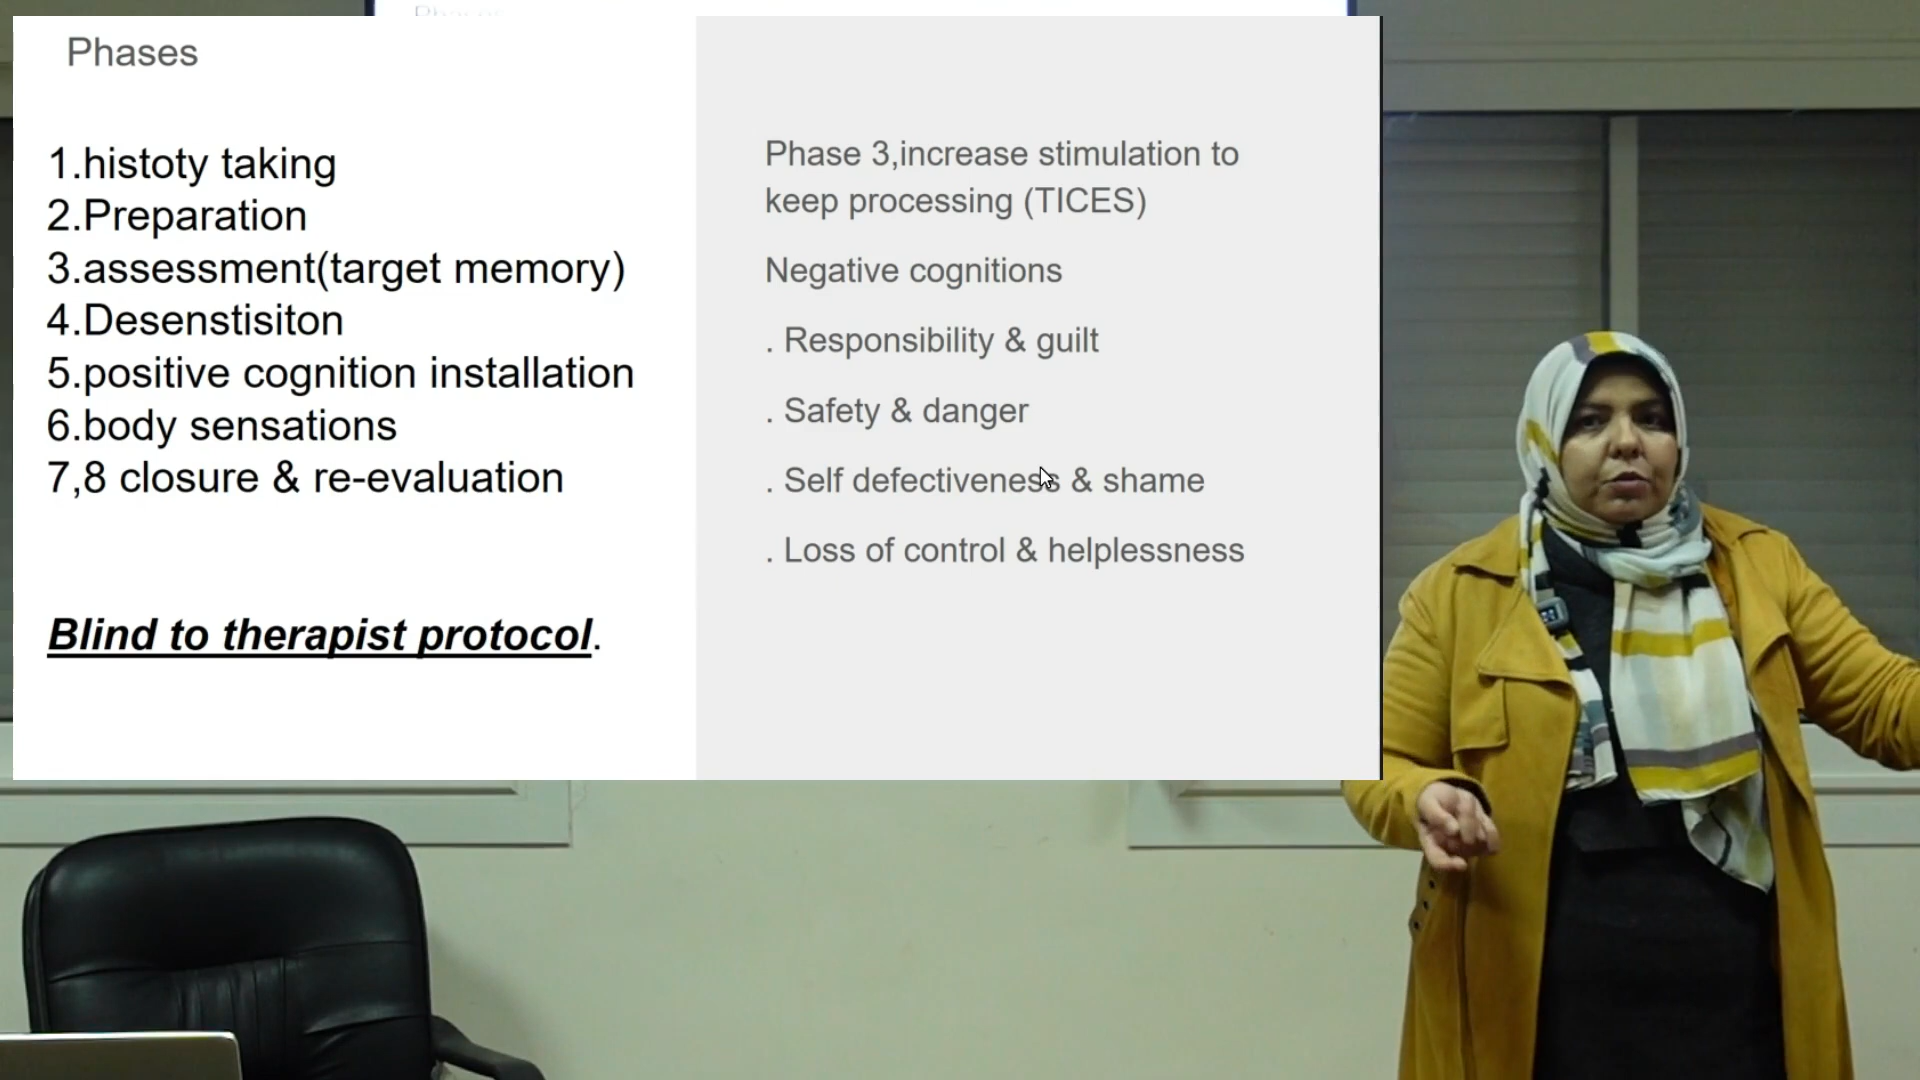 Phases
1.histoty taking
2.Preparation
3.assessment(target memory)
4.Desenstisiton
5.positive cognition installation
6.body sensations
7,8 closure & re-evaluation
Blind to therapist protocol.
Phase 3,increase stimulation to
keep processing (TICES)
Negative cognitions
. Responsibility & guilt
. Safety & danger
. Self defectiveness & shame
. Loss of control & helplessness